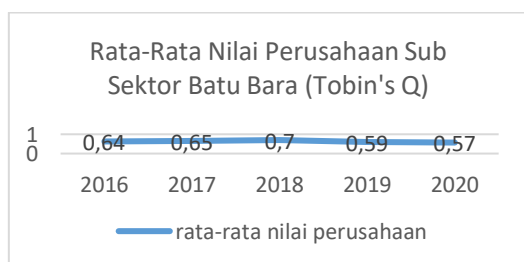 Rata-Rata Nilai Perusahaan Sub
Sektor Batu Bara (Tobin's Q)
1
0
0,64 0,65 0,7 0,59 0,57
2016 2017 2018 2019 2020
rata-rata nilai perusahaan